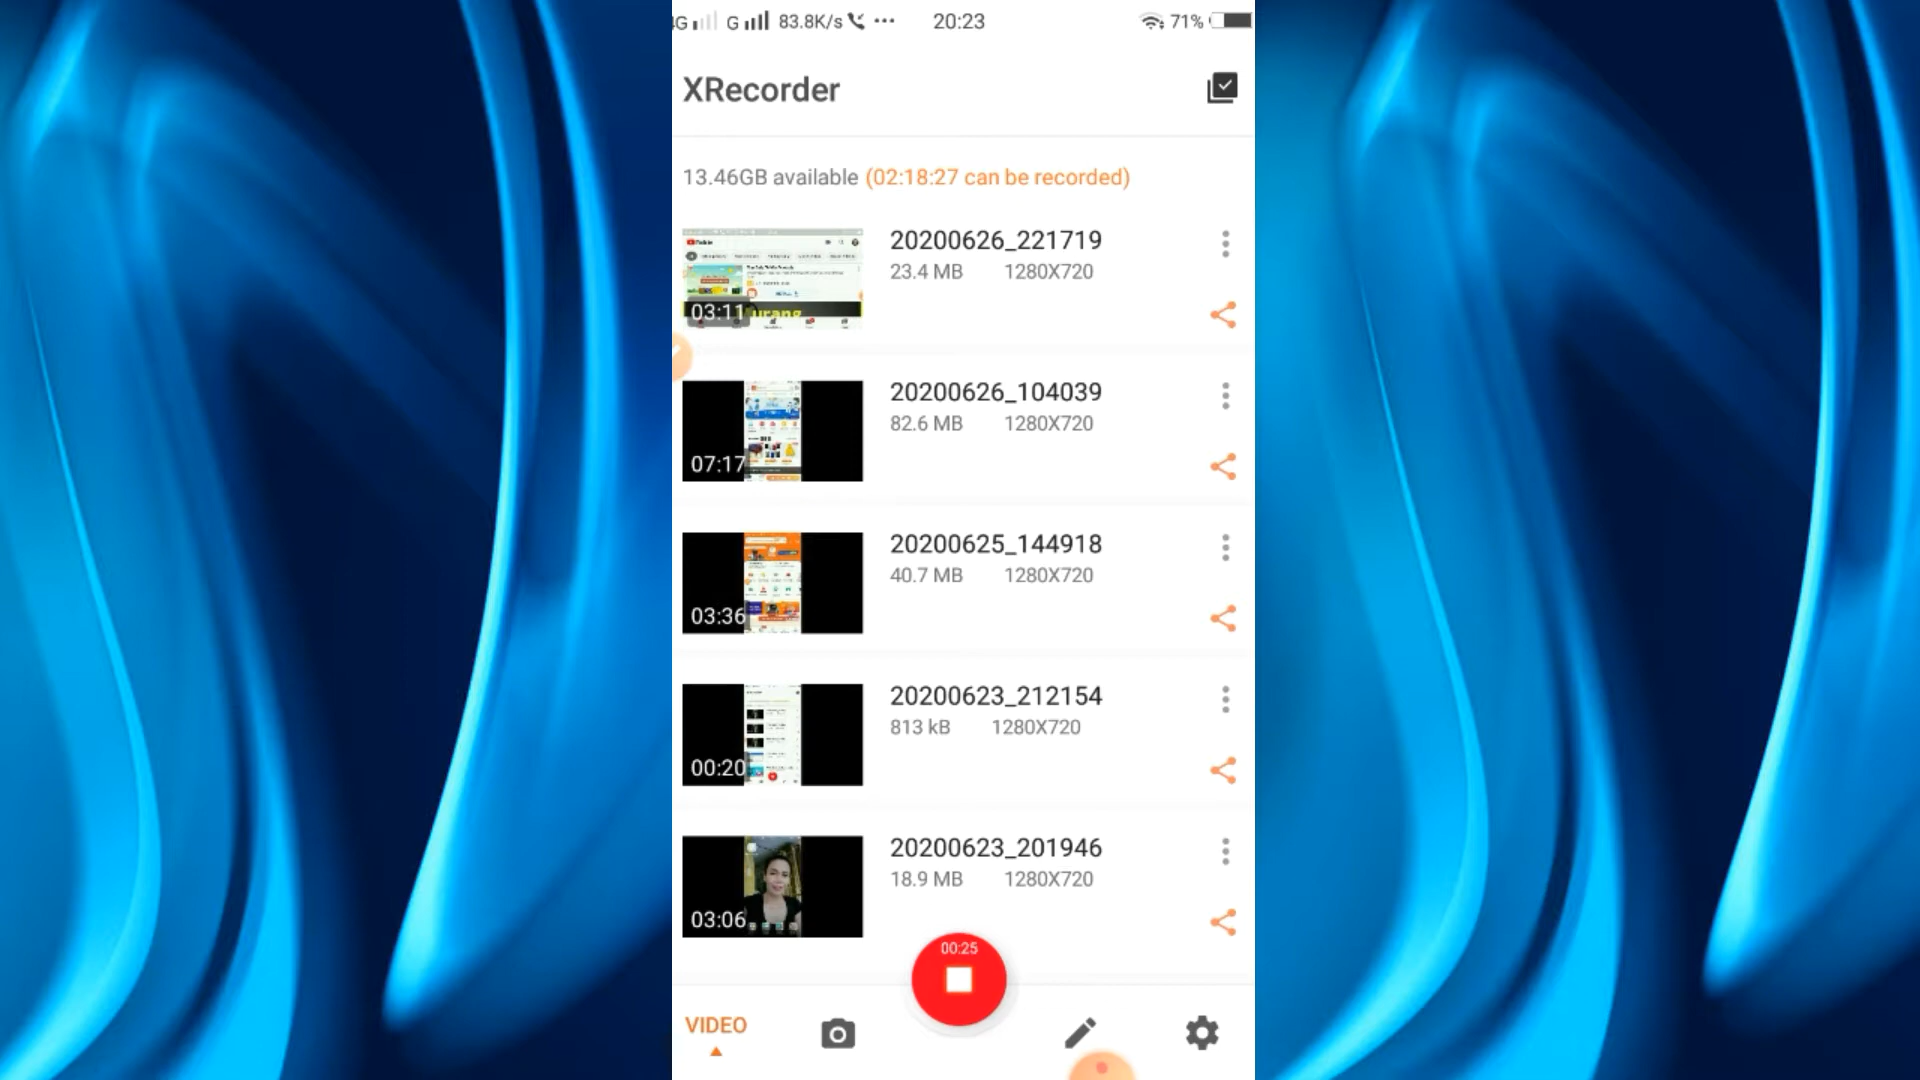 4G G 83.8K/s 20:23 71%
XRecorder
13.46GB available (02:18:27 can be recorded)
20200626_221719
23.4 MB 1280X720
03:11 urang
20200626_104039
82.6 MB 1280X720
07:17
20200625_144918
40.7 MB 1280X720
03:36
20200623_212154
813 kB 1280X720
00:20
20200623_201946
18.9 MB 1280X720
03:06
00:25
VIDEO